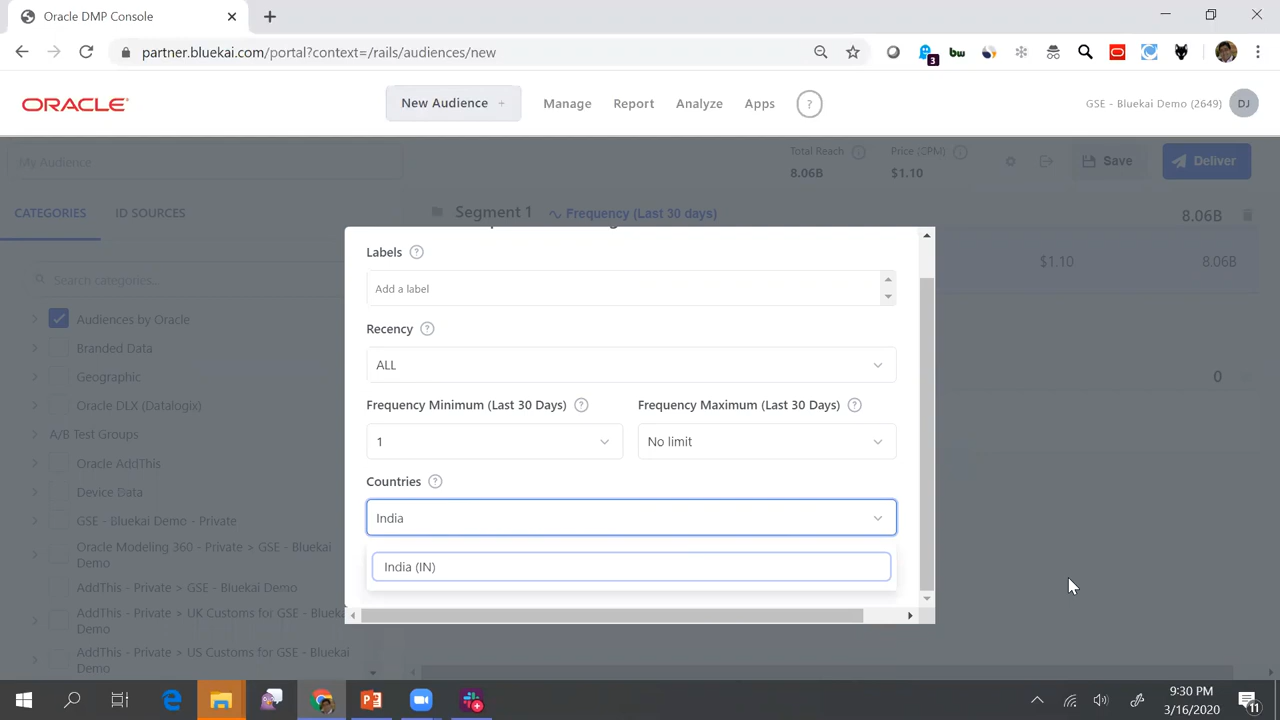 Oracle DMP Console
partner.bluekai.com/portal?context=/rails/audiences/new
3
bw
ORACLE
New Audience +
Manage
Report
Analyze
Apps
?
GSE - Bluekai Demo (2649)
DJ
My Audience
Total Reach
8.06B
Price (CPM)
$1.10
Save
Deliver
CATEGORIES
ID SOURCES
Segment 1
Frequency (Last 30 days)
8.06B
Search categories...
$1.10
8.06B
0
Audiences by Oracle
Branded Data
Geographic
Oracle DLX (Datalogix)
A/B Test Groups
Oracle AddThis
Device Data
GSE - Bluekai Demo - Private
Oracle Modeling 360 - Private > GSE - Bluekai
Demo
AddThis - Private > GSE - Bluekai Demo
AddThis - Private > UK Customs for GSE - Bluekai
Demo
AddThis - Private > US Customs for GSE - Bluekai
Demo
Labels ?
Add a label
Recency ?
ALL
Frequency Minimum (Last 30 Days) ?
1
Frequency Maximum (Last 30 Days) ?
No limit
Countries ?
India
India (IN)
9:30 PM
3/16/2020
11